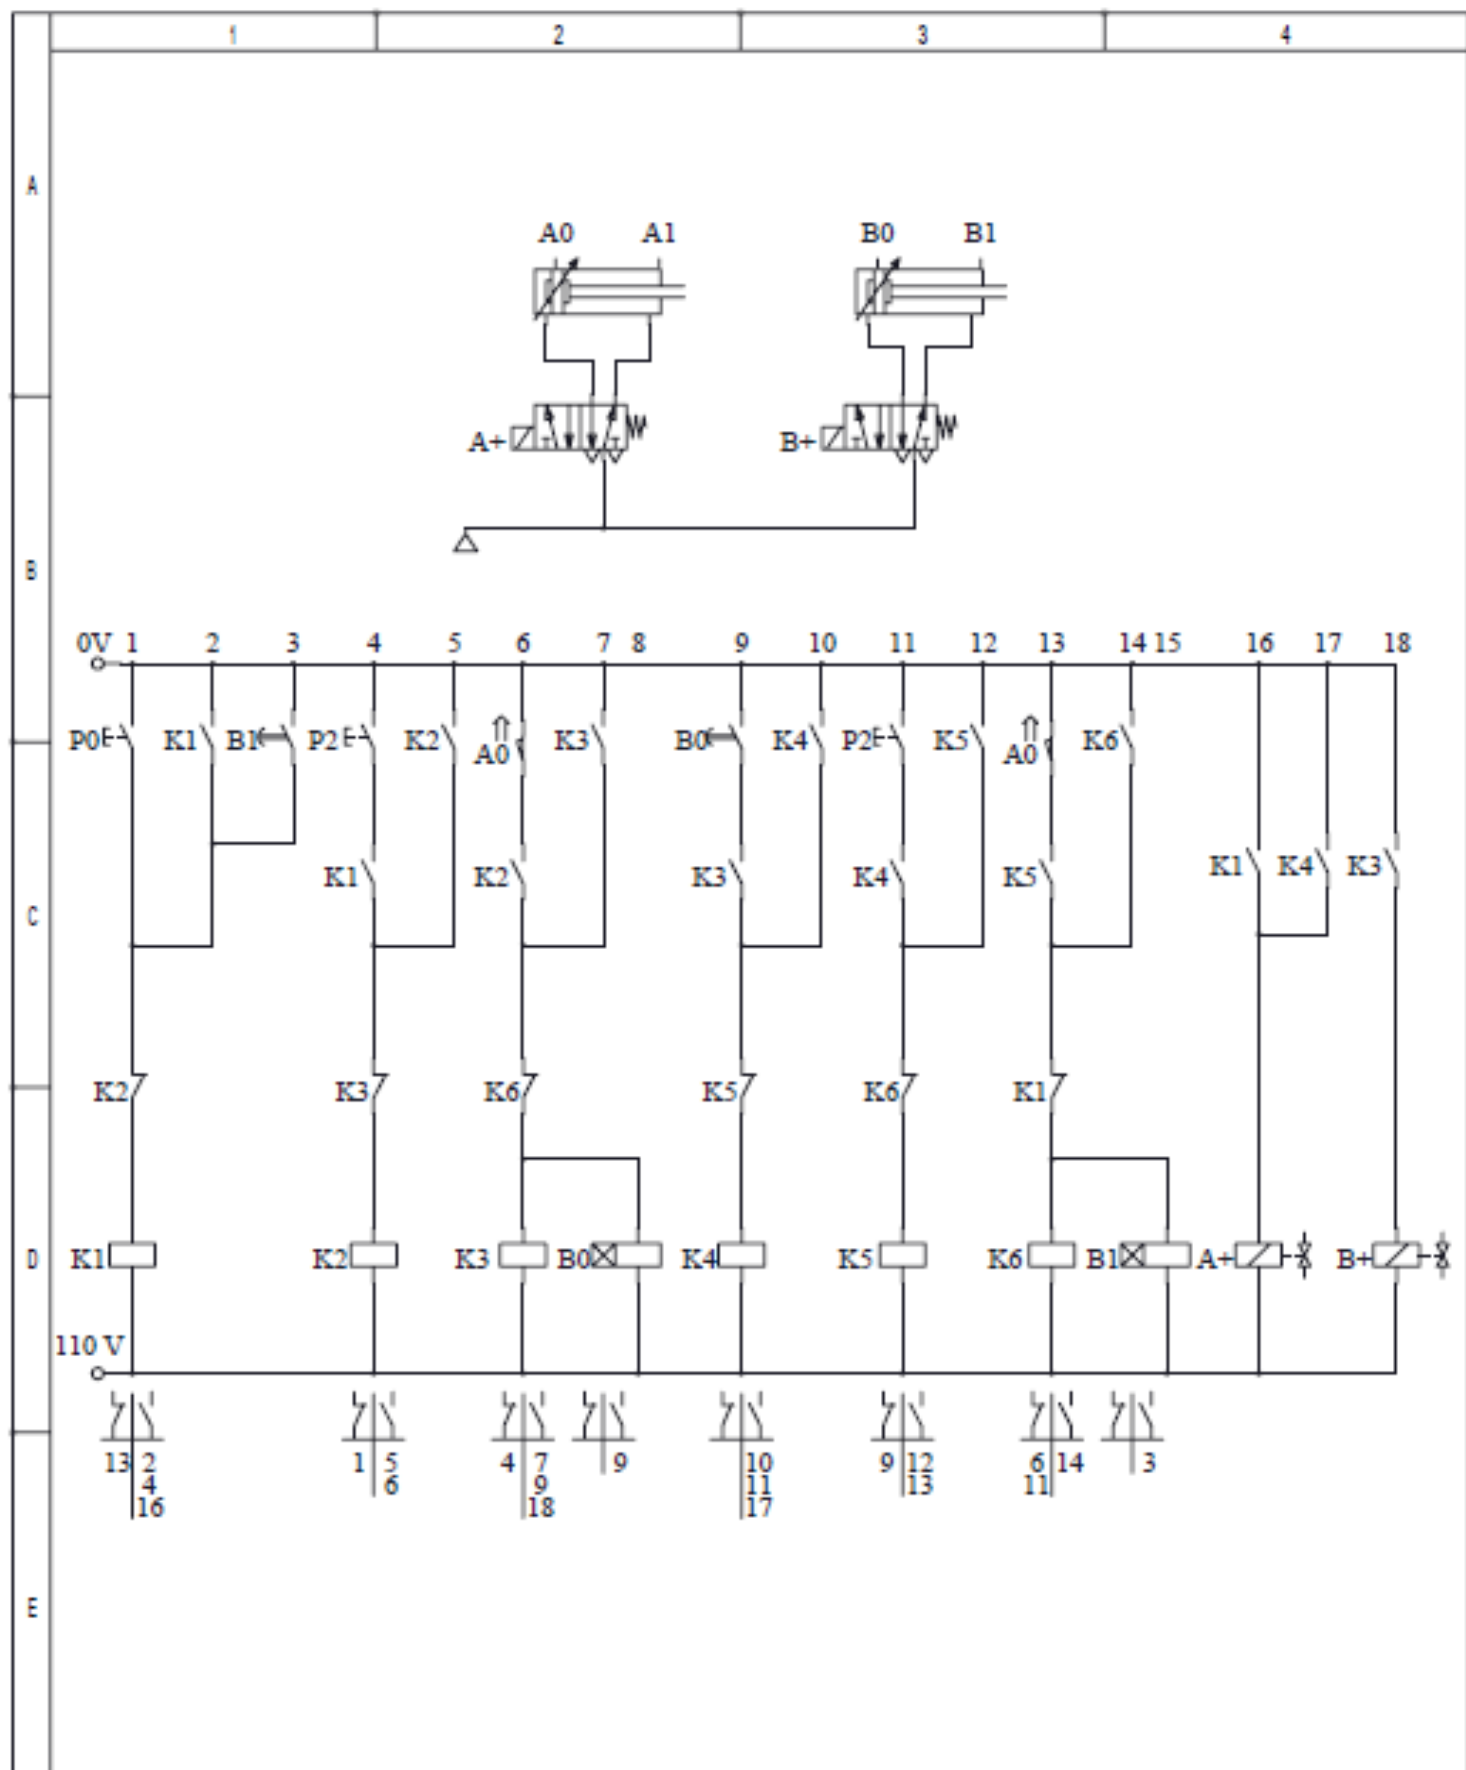 1 2 3 4
A
A0 A1 B0 B1
A+ B+
B
0V 1 2 3 4 5 6 7 8 9 10 11 12 13 14 15 16 17 18
P0 K1 B1 P2 K2 A0 K3 B0 K4 P2 K5 A0 K6
K1 K2 K3 K4 K5 K1 K4 K3
C
K2 K3 K6 K5 K6 K1
D
K1 K2 K3 B0 K4 K5 K6 B1 A+ B+
110 V
13 2 1 5 4 7 9 10 9 12 6 14 3
4 6 9 11 13 11
16 18 17
E